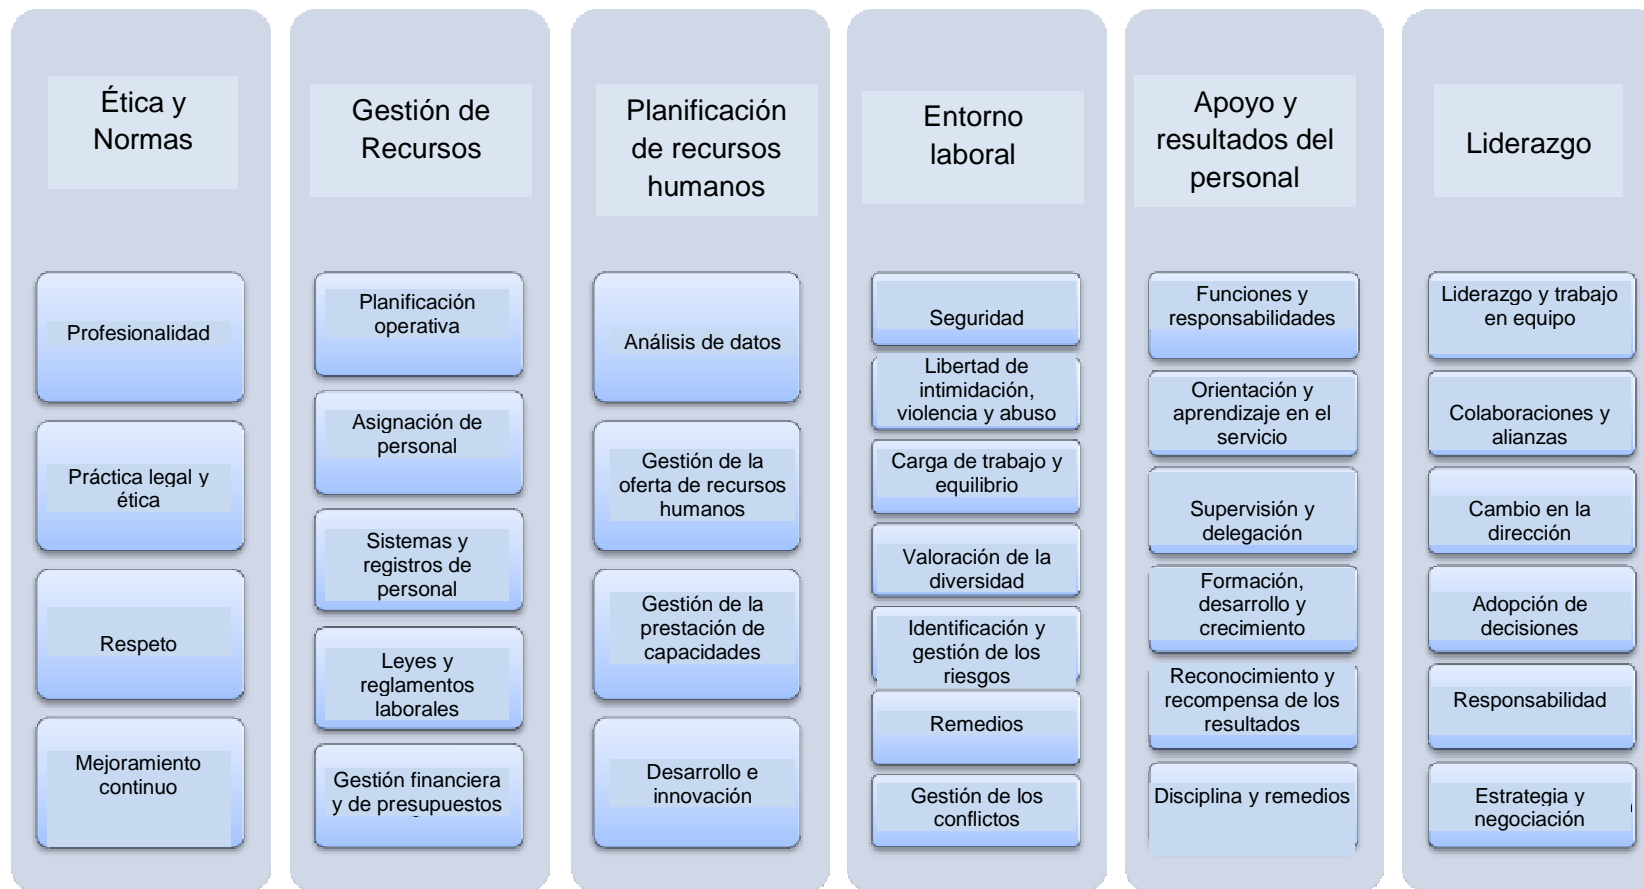 Ética y
Normas
Profesionalidad
Práctica legal y
ética
Respeto
Mejoramiento
continuo
Gestión de
Recursos
Planificación
operativa
Asignación de
personal
Sistemas y
registros de
personal
Leyes y
reglamentos
laborales
Gestión financiera
y de presupuestos
Planificación
de recursos
humanos
Análisis de datos
Gestión de la
oferta de recursos
humanos
Gestión de la
prestación de
capacidades
Desarrollo e
innovación
Entorno
laboral
Seguridad
Libertad de
intimidación,
violencia y abuso
Carga de trabajo y
equilibrio
Valoración de la
diversidad
Identificación y
gestión de los
riesgos
Remedios
Gestión de los
conflictos
Apoyo y
resultados del
personal
Funciones y
responsabilidades
Orientación y
aprendizaje en el
servicio
Supervisión y
delegación
Formación,
desarrollo y
crecimiento
Reconocimiento y
recompensa de los
resultados
Disciplina y remedios
Liderazgo
Liderazgo y trabajo
en equipo
Colaboraciones y
alianzas
Cambio en la
dirección
Adopción de
decisiones
Responsabilidad
Estrategia y
negociación